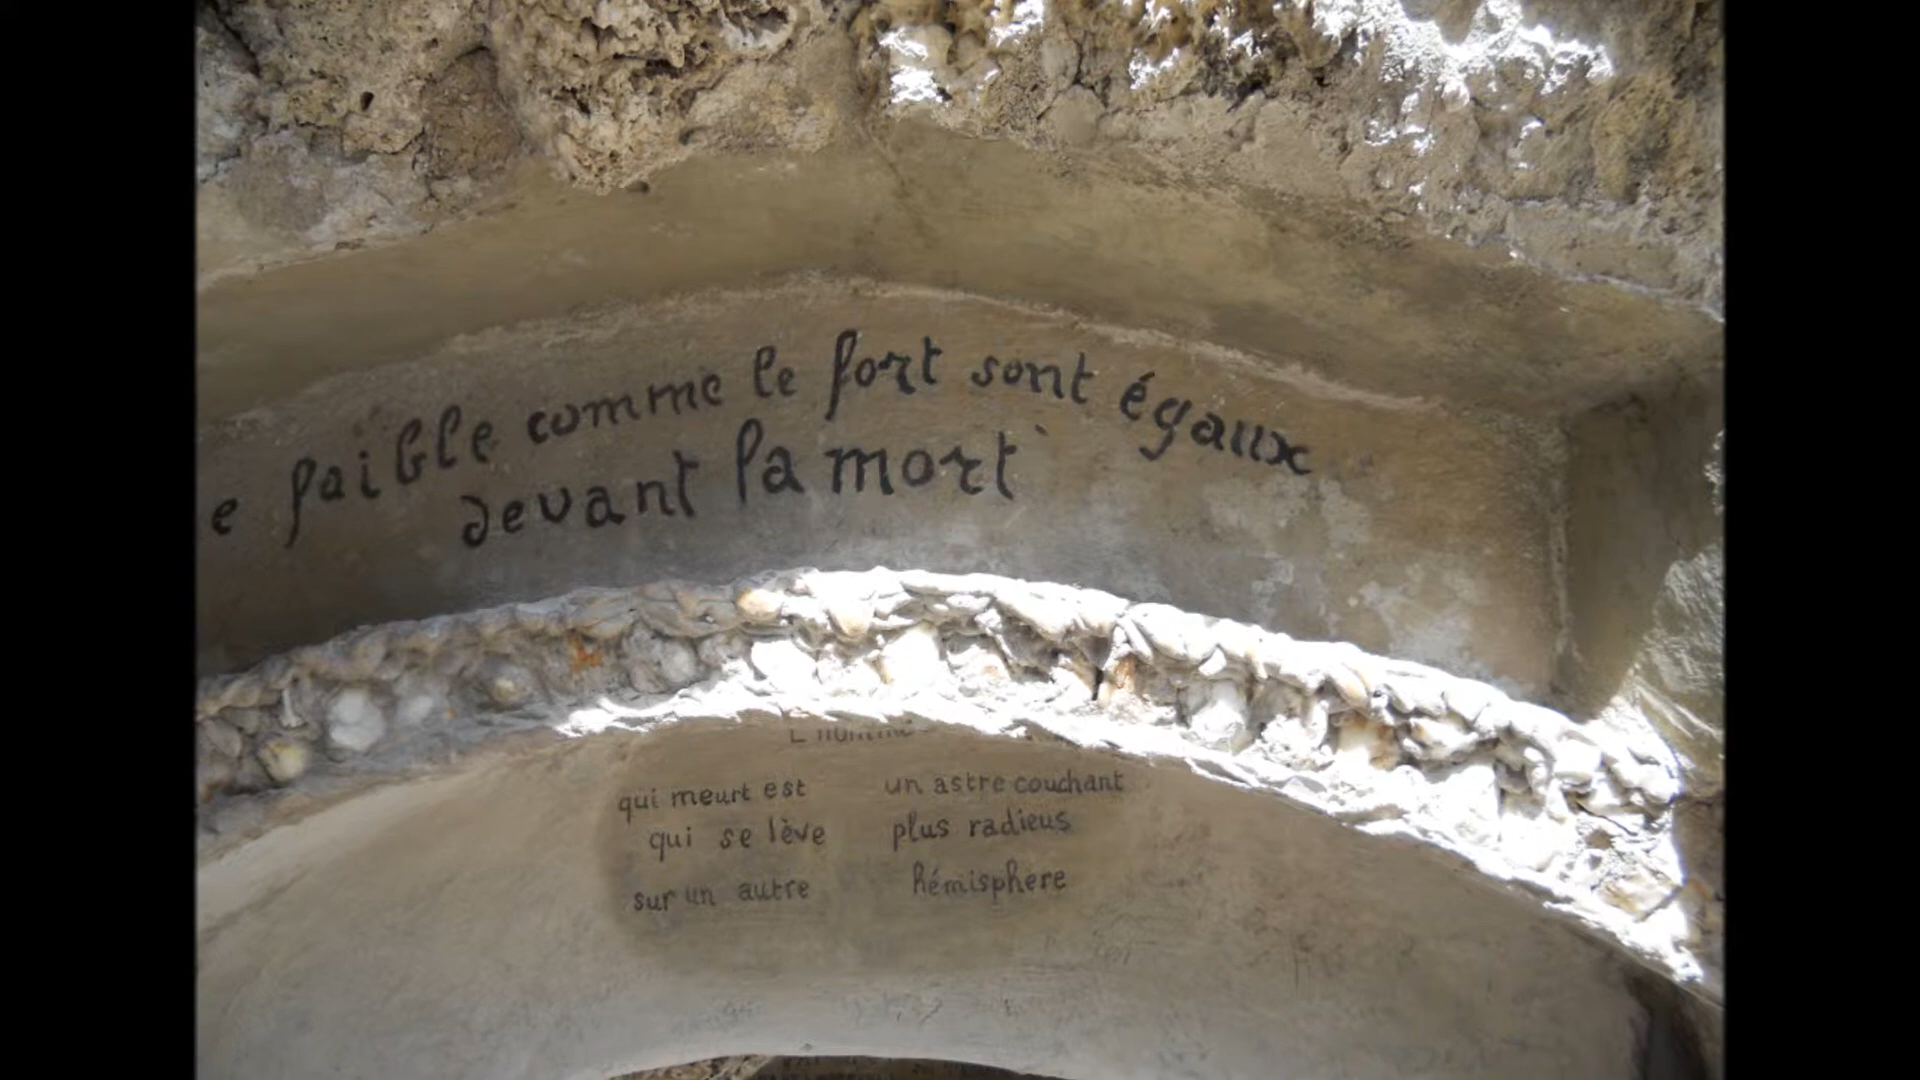 e faible comme le fort sont égaux
devant la mort
L'homme
qui meurt est un astre couchant
qui se lève plus radieus
sur un autre hémisphere